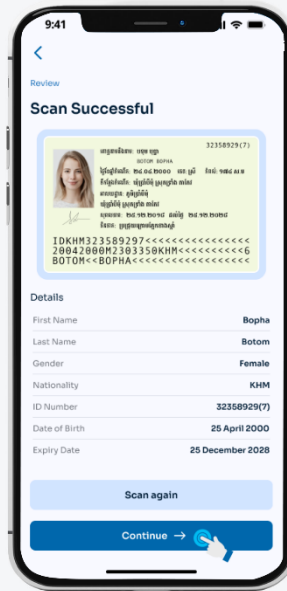 9:41
Review
Scan Successful
32358929(7)
BOTOM BOPHA
IDKHM323589297<<<<<<<<<<<<<<<
20042000M2303350KHM<<<<<<<<<<6
BOTOM<<BOPHA<<<<<<<<<<<<<<<<<
Details
First Name Bopha
Last Name Botom
Gender Female
Nationality KHM
ID Number 32358929(7)
Date of Birth 25 April 2000
Expiry Date 25 December 2028
Scan again
Continue →